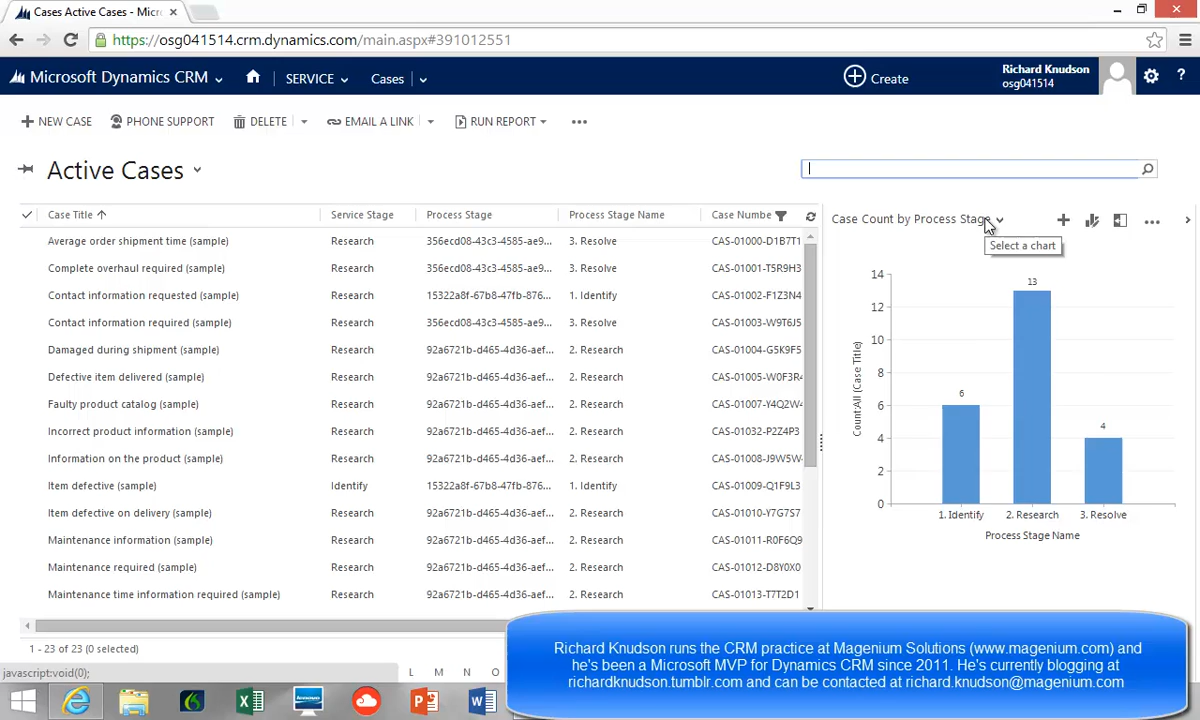 Cases Active Cases - Micr
https://osg041514.crm.dynamics.com/main.aspx#391012551
Microsoft Dynamics CRM SERVICE Cases Create Richard Knudson
osg041514 ?
NEW CASE PHONE SUPPORT DELETE EMAIL A LINK RUN REPORT
Active Cases
Case Title Service Stage Process Stage Process Stage Name Case Numbe
Average order shipment time (sample) Research 356ecd08-43c3-4585-ae9... 3. Resolve CAS-01000-D1B7T1
Complete overhaul required (sample) Research 356ecd08-43c3-4585-ae9... 3. Resolve CAS-01001-T5R9H3
Contact information requested (sample) Research 15322a8f-67b8-47fb-876... 1. Identify CAS-01002-F1Z3N4
Contact information required (sample) Research 356ecd08-43c3-4585-ae9... 3. Resolve CAS-01003-W9T6J5
Damaged during shipment (sample) Research 92a6721b-d465-4d36-aef... 2. Research CAS-01004-G5K9F5
Defective item delivered (sample) Research 92a6721b-d465-4d36-aef... 2. Research CAS-01005-W0F3R4
Faulty product catalog (sample) Research 92a6721b-d465-4d36-aef... 2. Research CAS-01007-Y4Q2W4
Incorrect product information (sample) Research 92a6721b-d465-4d36-aef... 2. Research CAS-01032-P2Z4P3
Information on the product (sample) Research 92a6721b-d465-4d36-aef... 2. Research CAS-01008-J9W5W
Item defective (sample) Identify 15322a8f-67b8-47fb-876... 1. Identify CAS-01009-Q1F9L3
Item defective on delivery (sample) Research 92a6721b-d465-4d36-aef... 2. Research CAS-01010-Y7G7S7
Maintenance information (sample) Research 92a6721b-d465-4d36-aef... 2. Research CAS-01011-R0F6Q9
Maintenance required (sample) Research 92a6721b-d465-4d36-aef... 2. Research CAS-01012-D8Y0X0
Maintenance time information required (sample) Research 92a6721b-d465-4d36-aef... 2. Research CAS-01013-T7T2D1
1 - 23 of 23 (0 selected)
javascript:void(0);
L M N O
Case Count by Process Stage
Select a chart
Count:All (Case Title)
14
12
10
8
6
4
2
0
6 13 4
1. Identify 2. Research 3. Resolve
Process Stage Name
Richard Knudson runs the CRM practice at Magenium Solutions (www.magenium.com) and
he's been a Microsoft MVP for Dynamics CRM since 2011. He's currently blogging at
richardknudson.tumblr.com and can be contacted at richard.knudson@magenium.com